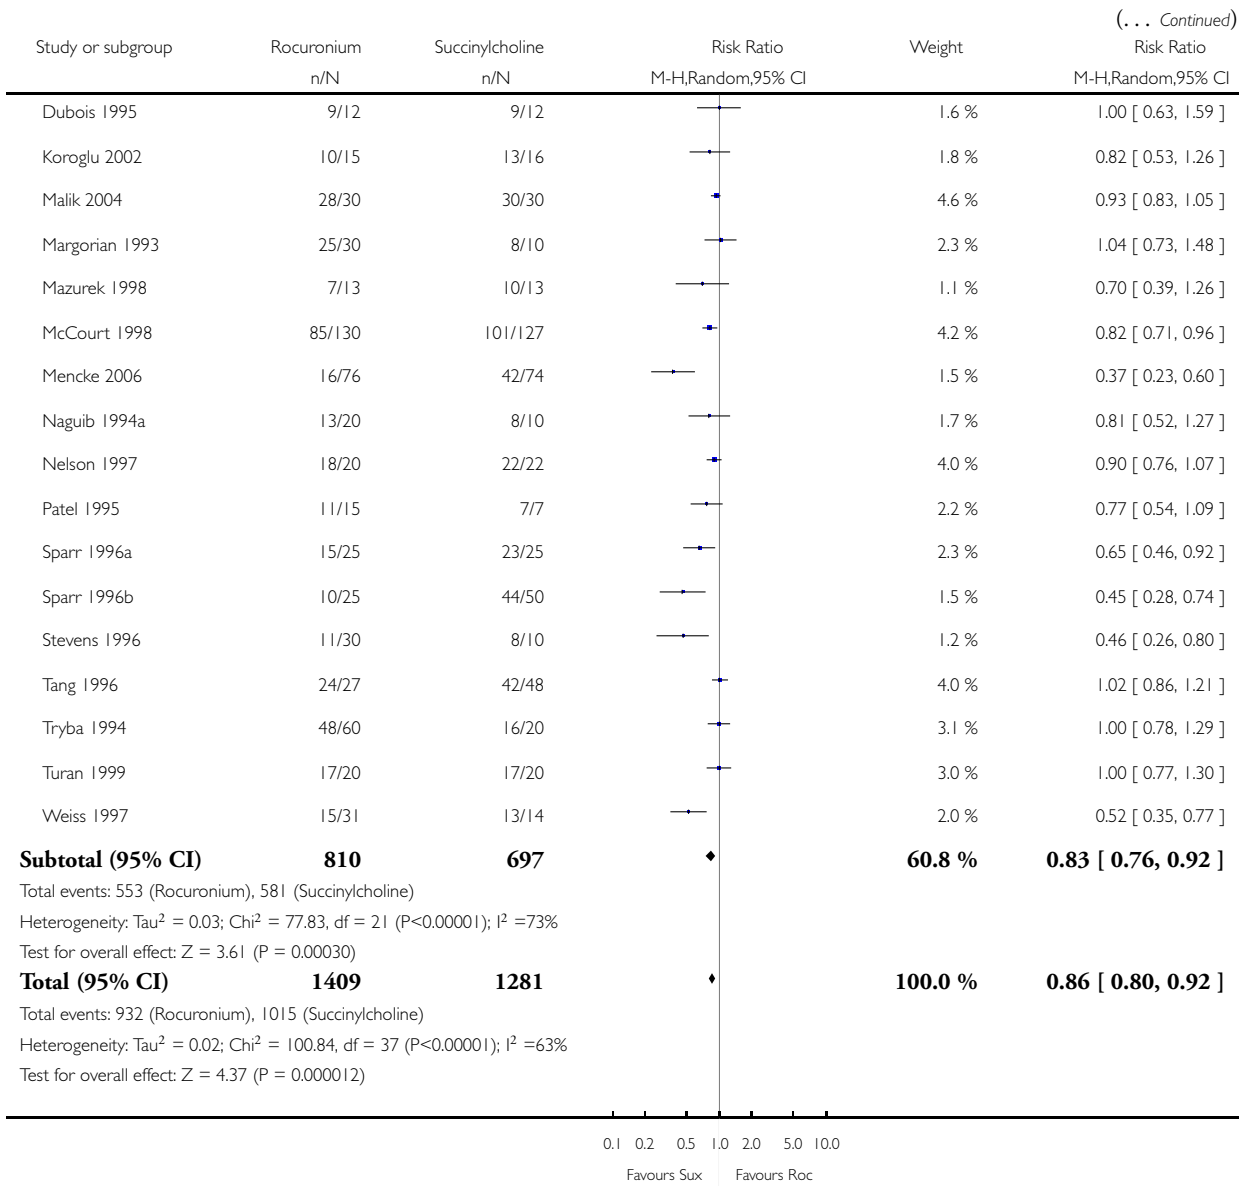 (... Continued)
Study or subgroup Rocuronium Succinylcholine Risk Ratio Weight Risk Ratio
n/N n/N M-H,Random,95% CI M-H,Random,95% CI
Dubois 1995 9/12 9/12 1.6 % 1.00 [ 0.63, 1.59 ]
Koroglu 2002 10/15 13/16 1.8 % 0.82 [ 0.53, 1.26 ]
Malik 2004 28/30 30/30 4.6 % 0.93 [ 0.83, 1.05 ]
Margorian 1993 25/30 8/10 2.3 % 1.04 [ 0.73, 1.48 ]
Mazurek 1998 7/13 10/13 1.1 % 0.70 [ 0.39, 1.26 ]
McCourt 1998 85/130 101/127 4.2 % 0.82 [ 0.71, 0.96 ]
Mencke 2006 16/76 42/74 1.5 % 0.37 [ 0.23, 0.60 ]
Naguib 1994a 13/20 8/10 1.7 % 0.81 [ 0.52, 1.27 ]
Nelson 1997 18/20 22/22 4.0 % 0.90 [ 0.76, 1.07 ]
Patel 1995 11/15 7/7 2.2 % 0.77 [ 0.54, 1.09 ]
Sparr 1996a 15/25 23/25 2.3 % 0.65 [ 0.46, 0.92 ]
Sparr 1996b 10/25 44/50 1.5 % 0.45 [ 0.28, 0.74 ]
Stevens 1996 11/30 8/10 1.2 % 0.46 [ 0.26, 0.80 ]
Tang 1996 24/27 42/48 4.0 % 1.02 [ 0.86, 1.21 ]
Tryba 1994 48/60 16/20 3.1 % 1.00 [ 0.78, 1.29 ]
Turan 1999 17/20 17/20 3.0 % 1.00 [ 0.77, 1.30 ]
Weiss 1997 15/31 13/14 2.0 % 0.52 [ 0.35, 0.77 ]
Subtotal (95% CI) 810 697 60.8 % 0.83 [ 0.76, 0.92 ]
Total events: 553 (Rocuronium), 581 (Succinylcholine)
Heterogeneity: Tau² = 0.03; Chi² = 77.83, df = 21 (P<0.00001); I² =73%
Test for overall effect: Z = 3.61 (P = 0.00030)
Total (95% CI) 1409 1281 100.0 % 0.86 [ 0.80, 0.92 ]
Total events: 932 (Rocuronium), 1015 (Succinylcholine)
Heterogeneity: Tau² = 0.02; Chi² = 100.84, df = 37 (P<0.00001); I² =63%
Test for overall effect: Z = 4.37 (P = 0.000012)
0.1 0.2 0.5 1.0 2.0 5.0 10.0
Favours Sux Favours Roc